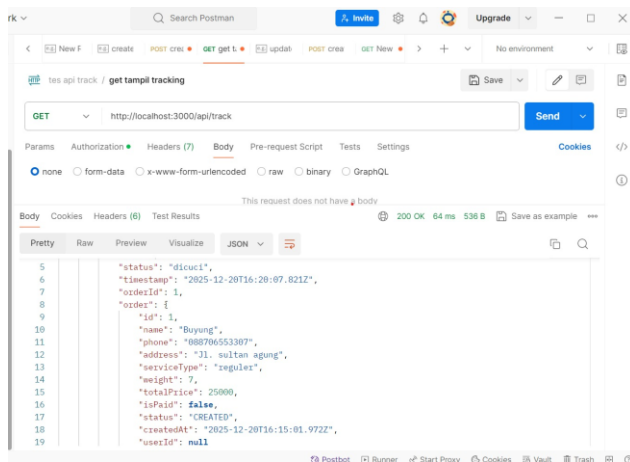 rk
Search Postman
Invite
Upgrade
New F
create
POST crea
GET get t
updat
POST crea
GET New
No environment
tes api track / get tampil tracking
Save
GET
http://localhost:3000/api/track
Send
Params Authorization Headers (7) Body Pre-request Script Tests Settings Cookies
none form-data x-www-form-urlencoded raw binary GraphQL
This request does not have a body
Body Cookies Headers (6) Test Results 200 OK 64 ms 536 B Save as example
Pretty Raw Preview Visualize JSON
5 "status": "dicuci",
6 "timestamp": "2025-12-20T16:20:07.821Z",
7 "orderId": 1,
8 "order": {
9 "id": 1,
10 "name": "Buyung",
11 "phone": "088706553307",
12 "address": "Jl. sultan agung",
13 "serviceType": "reguler",
14 "weight": 7,
15 "totalPrice": 25000,
16 "isPaid": false,
17 "status": "CREATED",
18 "createdAt": "2025-12-20T16:15:01.972Z",
19 "userId": null
Postbot Runner Start Proxy Cookies Vault Trash